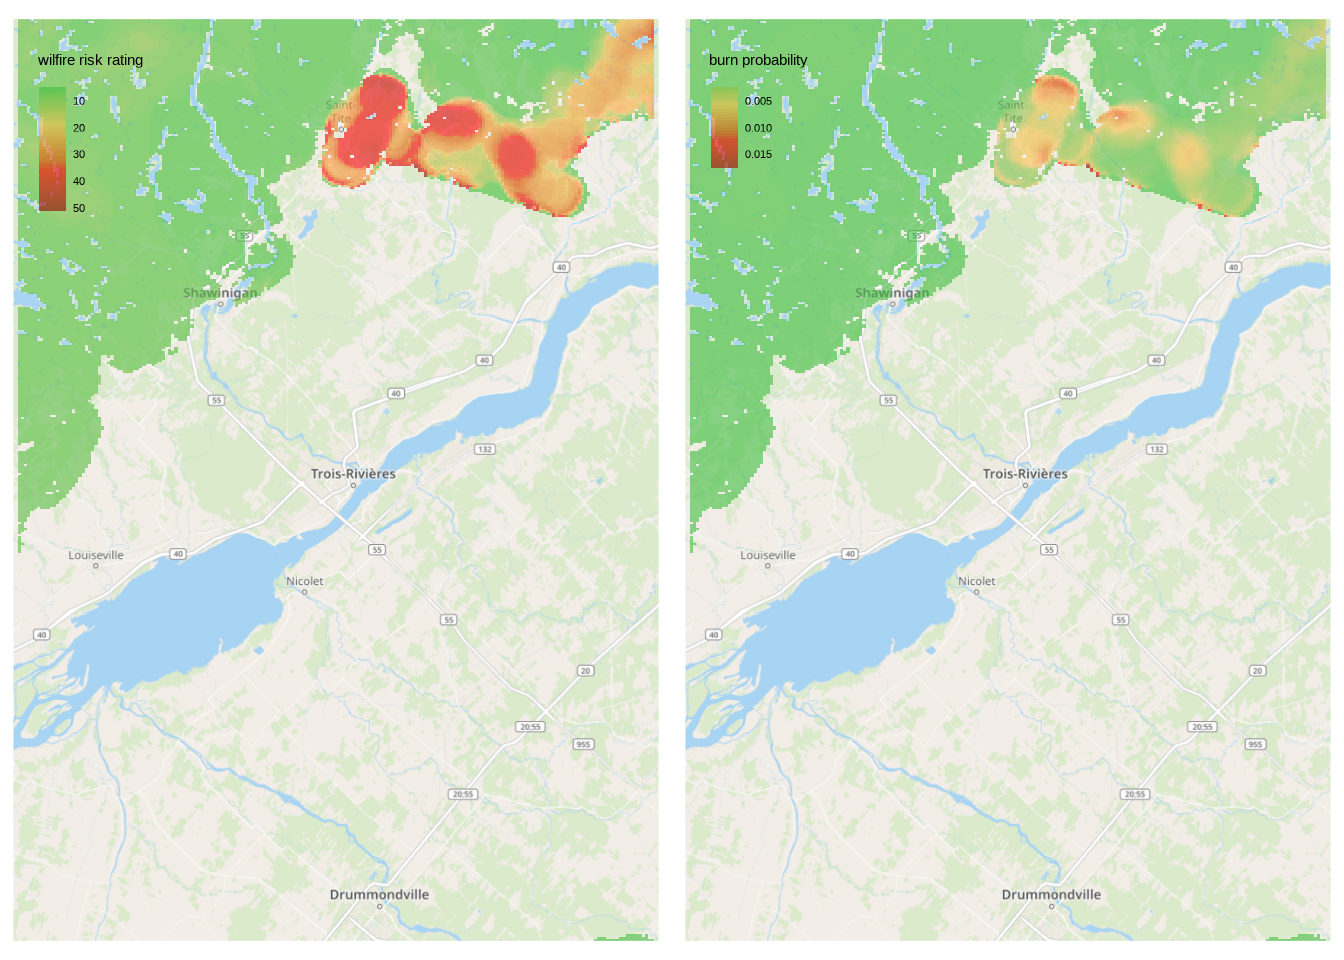 wilfire risk rating
10
20
30
40
50
Saint-
Tite
55
40
Shawinigan
40
40
55
132
Trois-Rivières
Louiseville
40
55
Nicolet
55
40
20
20;55
955
20;55
Drummondville
burn probability
0.005
0.010
0.015
Saint-
Tite
55
40
Shawinigan
40
40
55
132
Trois-Rivières
Louiseville
40
55
Nicolet
55
40
20
20;55
955
20;55
Drummondville